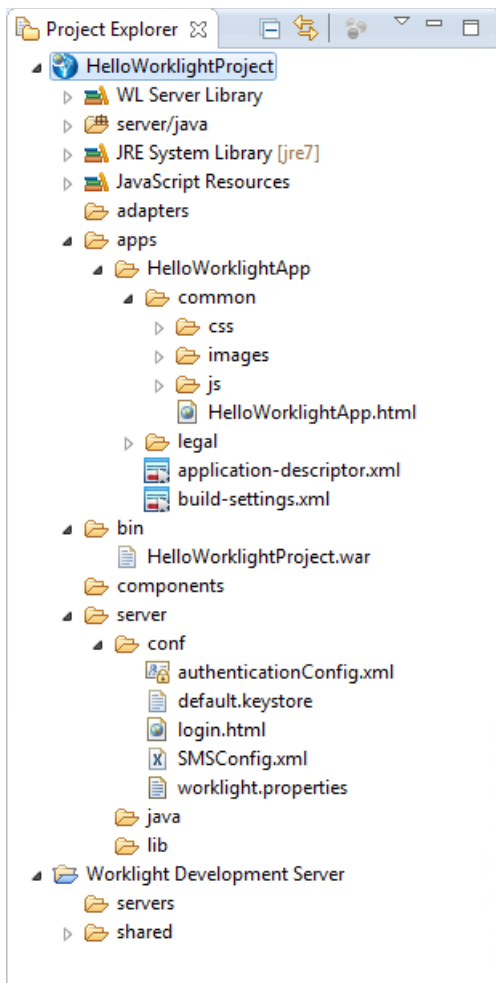 Project Explorer
HelloWorklightProject
WL Server Library
server/java
JRE System Library [jre7]
JavaScript Resources
adapters
apps
HelloWorklightApp
common
css
images
js
HelloWorklightApp.html
legal
application-descriptor.xml
build-settings.xml
bin
HelloWorklightProject.war
components
server
conf
authenticationConfig.xml
default.keystore
login.html
SMSConfig.xml
worklight.properties
java
lib
Worklight Development Server
servers
shared